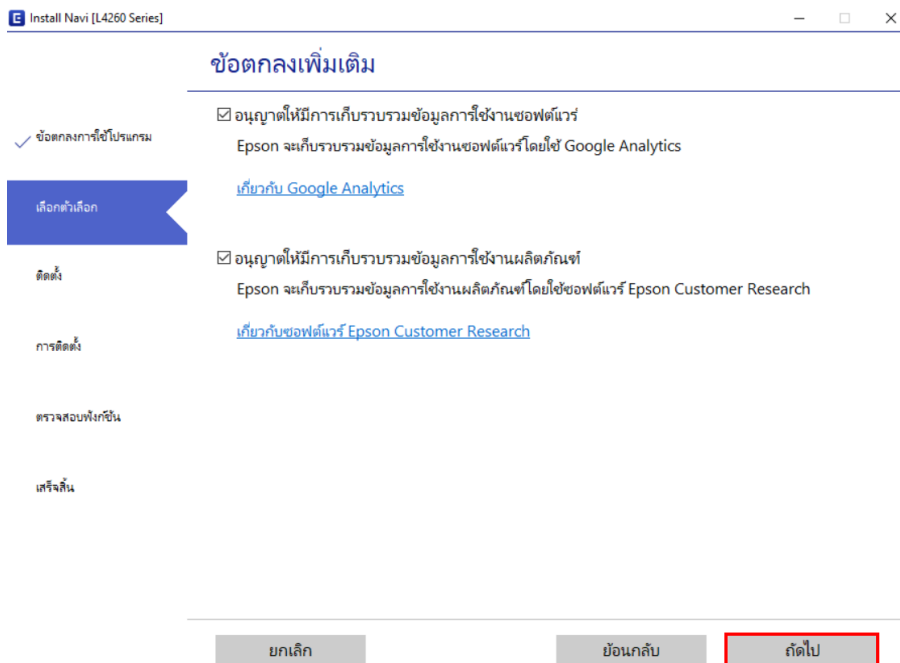 Install Navi [L4260 Series]
ข้อตกลงเพิ่มเติม
ข้อตกลงการใช้โปรแกรม
เลือกตัวเลือก
ติดตั้ง
การติดตั้ง
ตรวจสอบฟังก์ชัน
เสร็จสิ้น
อนุญาตให้มีการเก็บรวบรวมข้อมูลการใช้งานซอฟต์แวร์
Epson จะเก็บรวบรวมข้อมูลการใช้งานซอฟต์แวร์โดยใช้ Google Analytics
เกี่ยวกับ Google Analytics
อนุญาตให้มีการเก็บรวบรวมข้อมูลการใช้งานผลิตภัณฑ์
Epson จะเก็บรวบรวมข้อมูลการใช้งานผลิตภัณฑ์โดยใช้ซอฟต์แวร์ Epson Customer Research
เกี่ยวกับซอฟต์แวร์ Epson Customer Research
ยกเลิก
ย้อนกลับ
ถัดไป